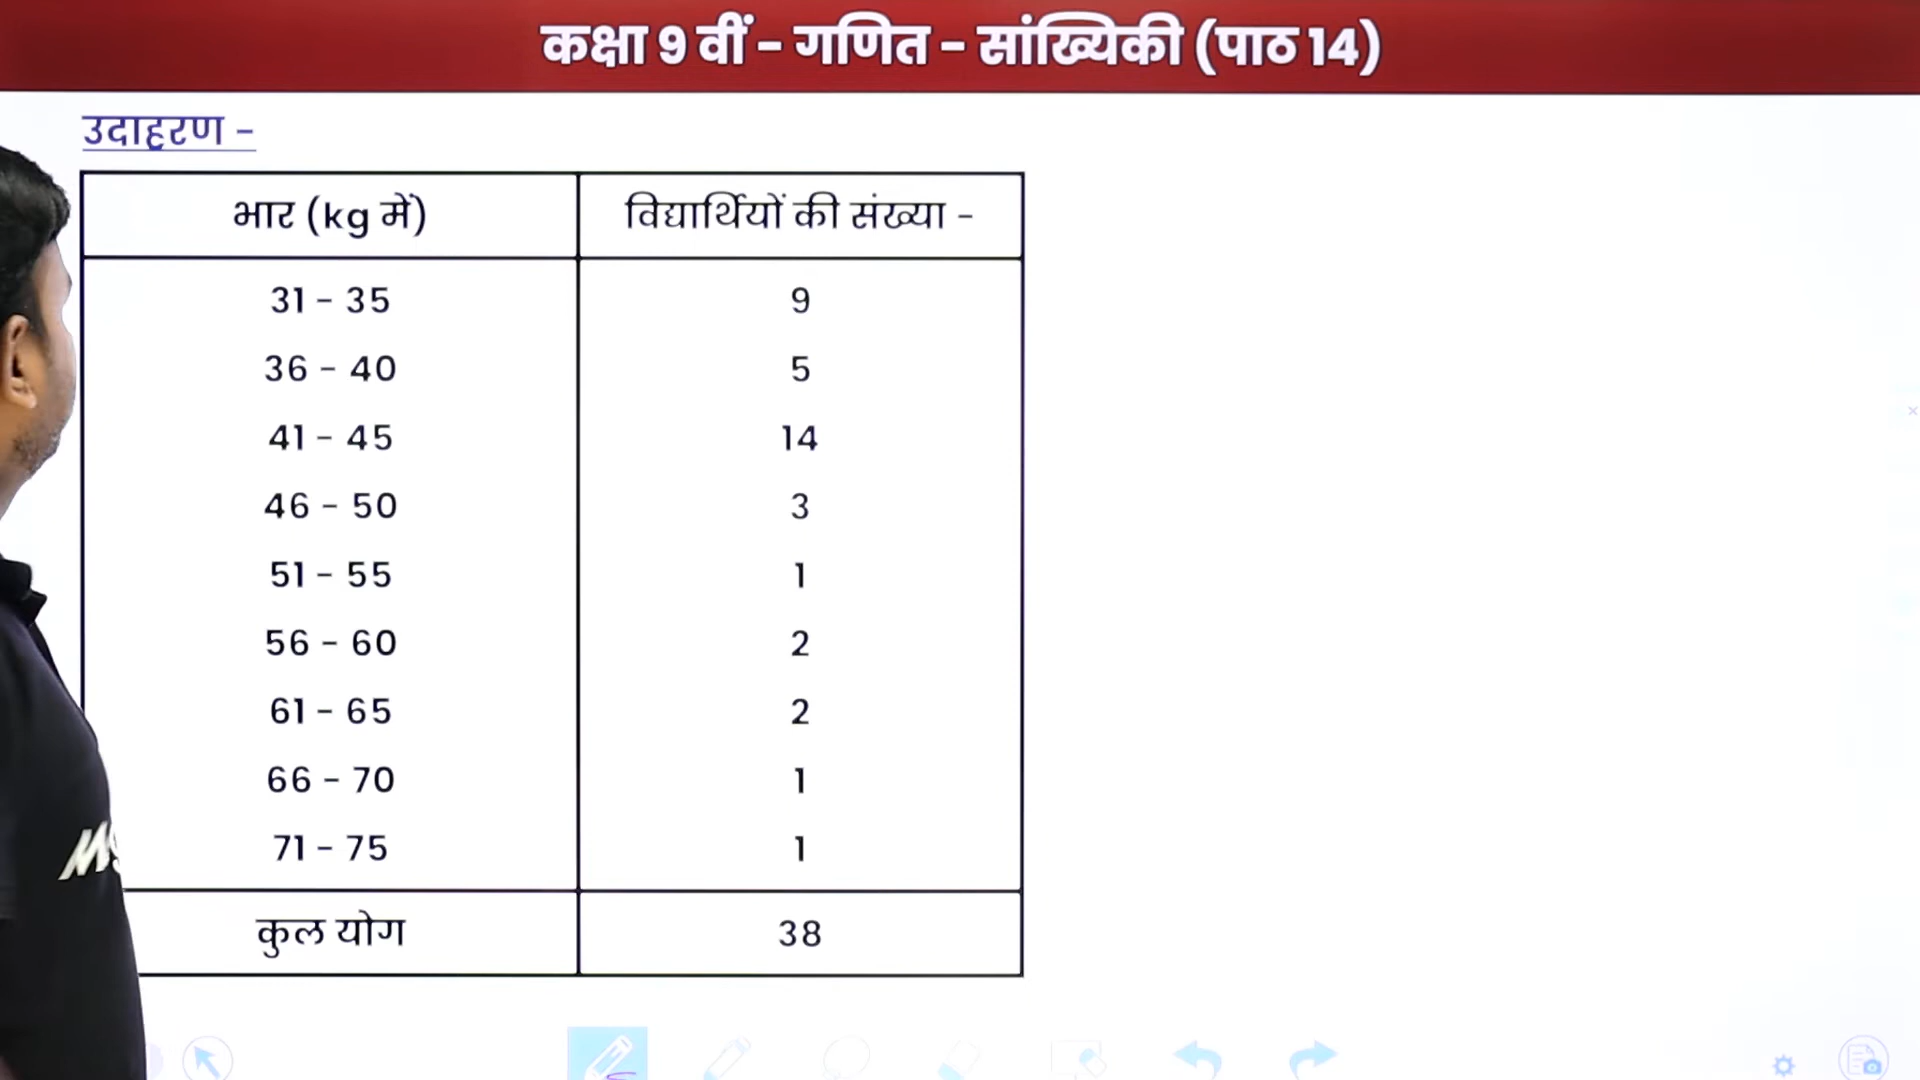 कक्षा 9 वीं - गणित - सांख्यिकी (पाठ 14)
उदाहरण -
भार (kg में) विद्यार्थियों की संख्या -
31 - 35 9
36 - 40 5
41 - 45 14
46 - 50 3
51 - 55 1
56 - 60 2
61 - 65 2
66 - 70 1
71 - 75 1
कुल योग 38